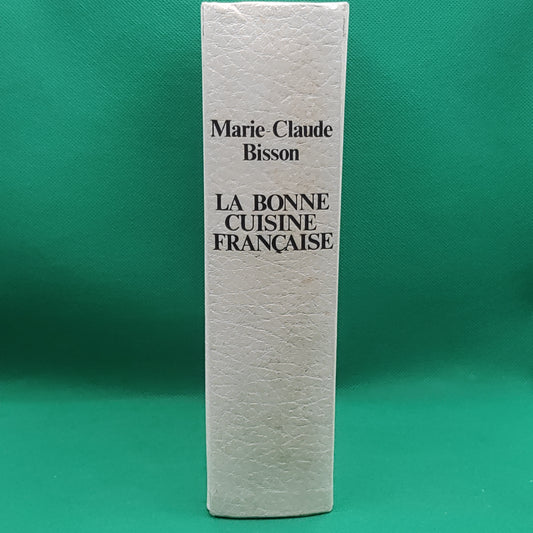 Marie-Claude
Bisson
LA BONNE
CUISINE
FRANÇAISE